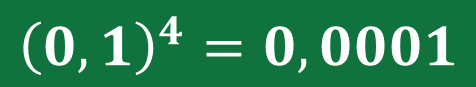 (0,1)⁴ = 0,0001